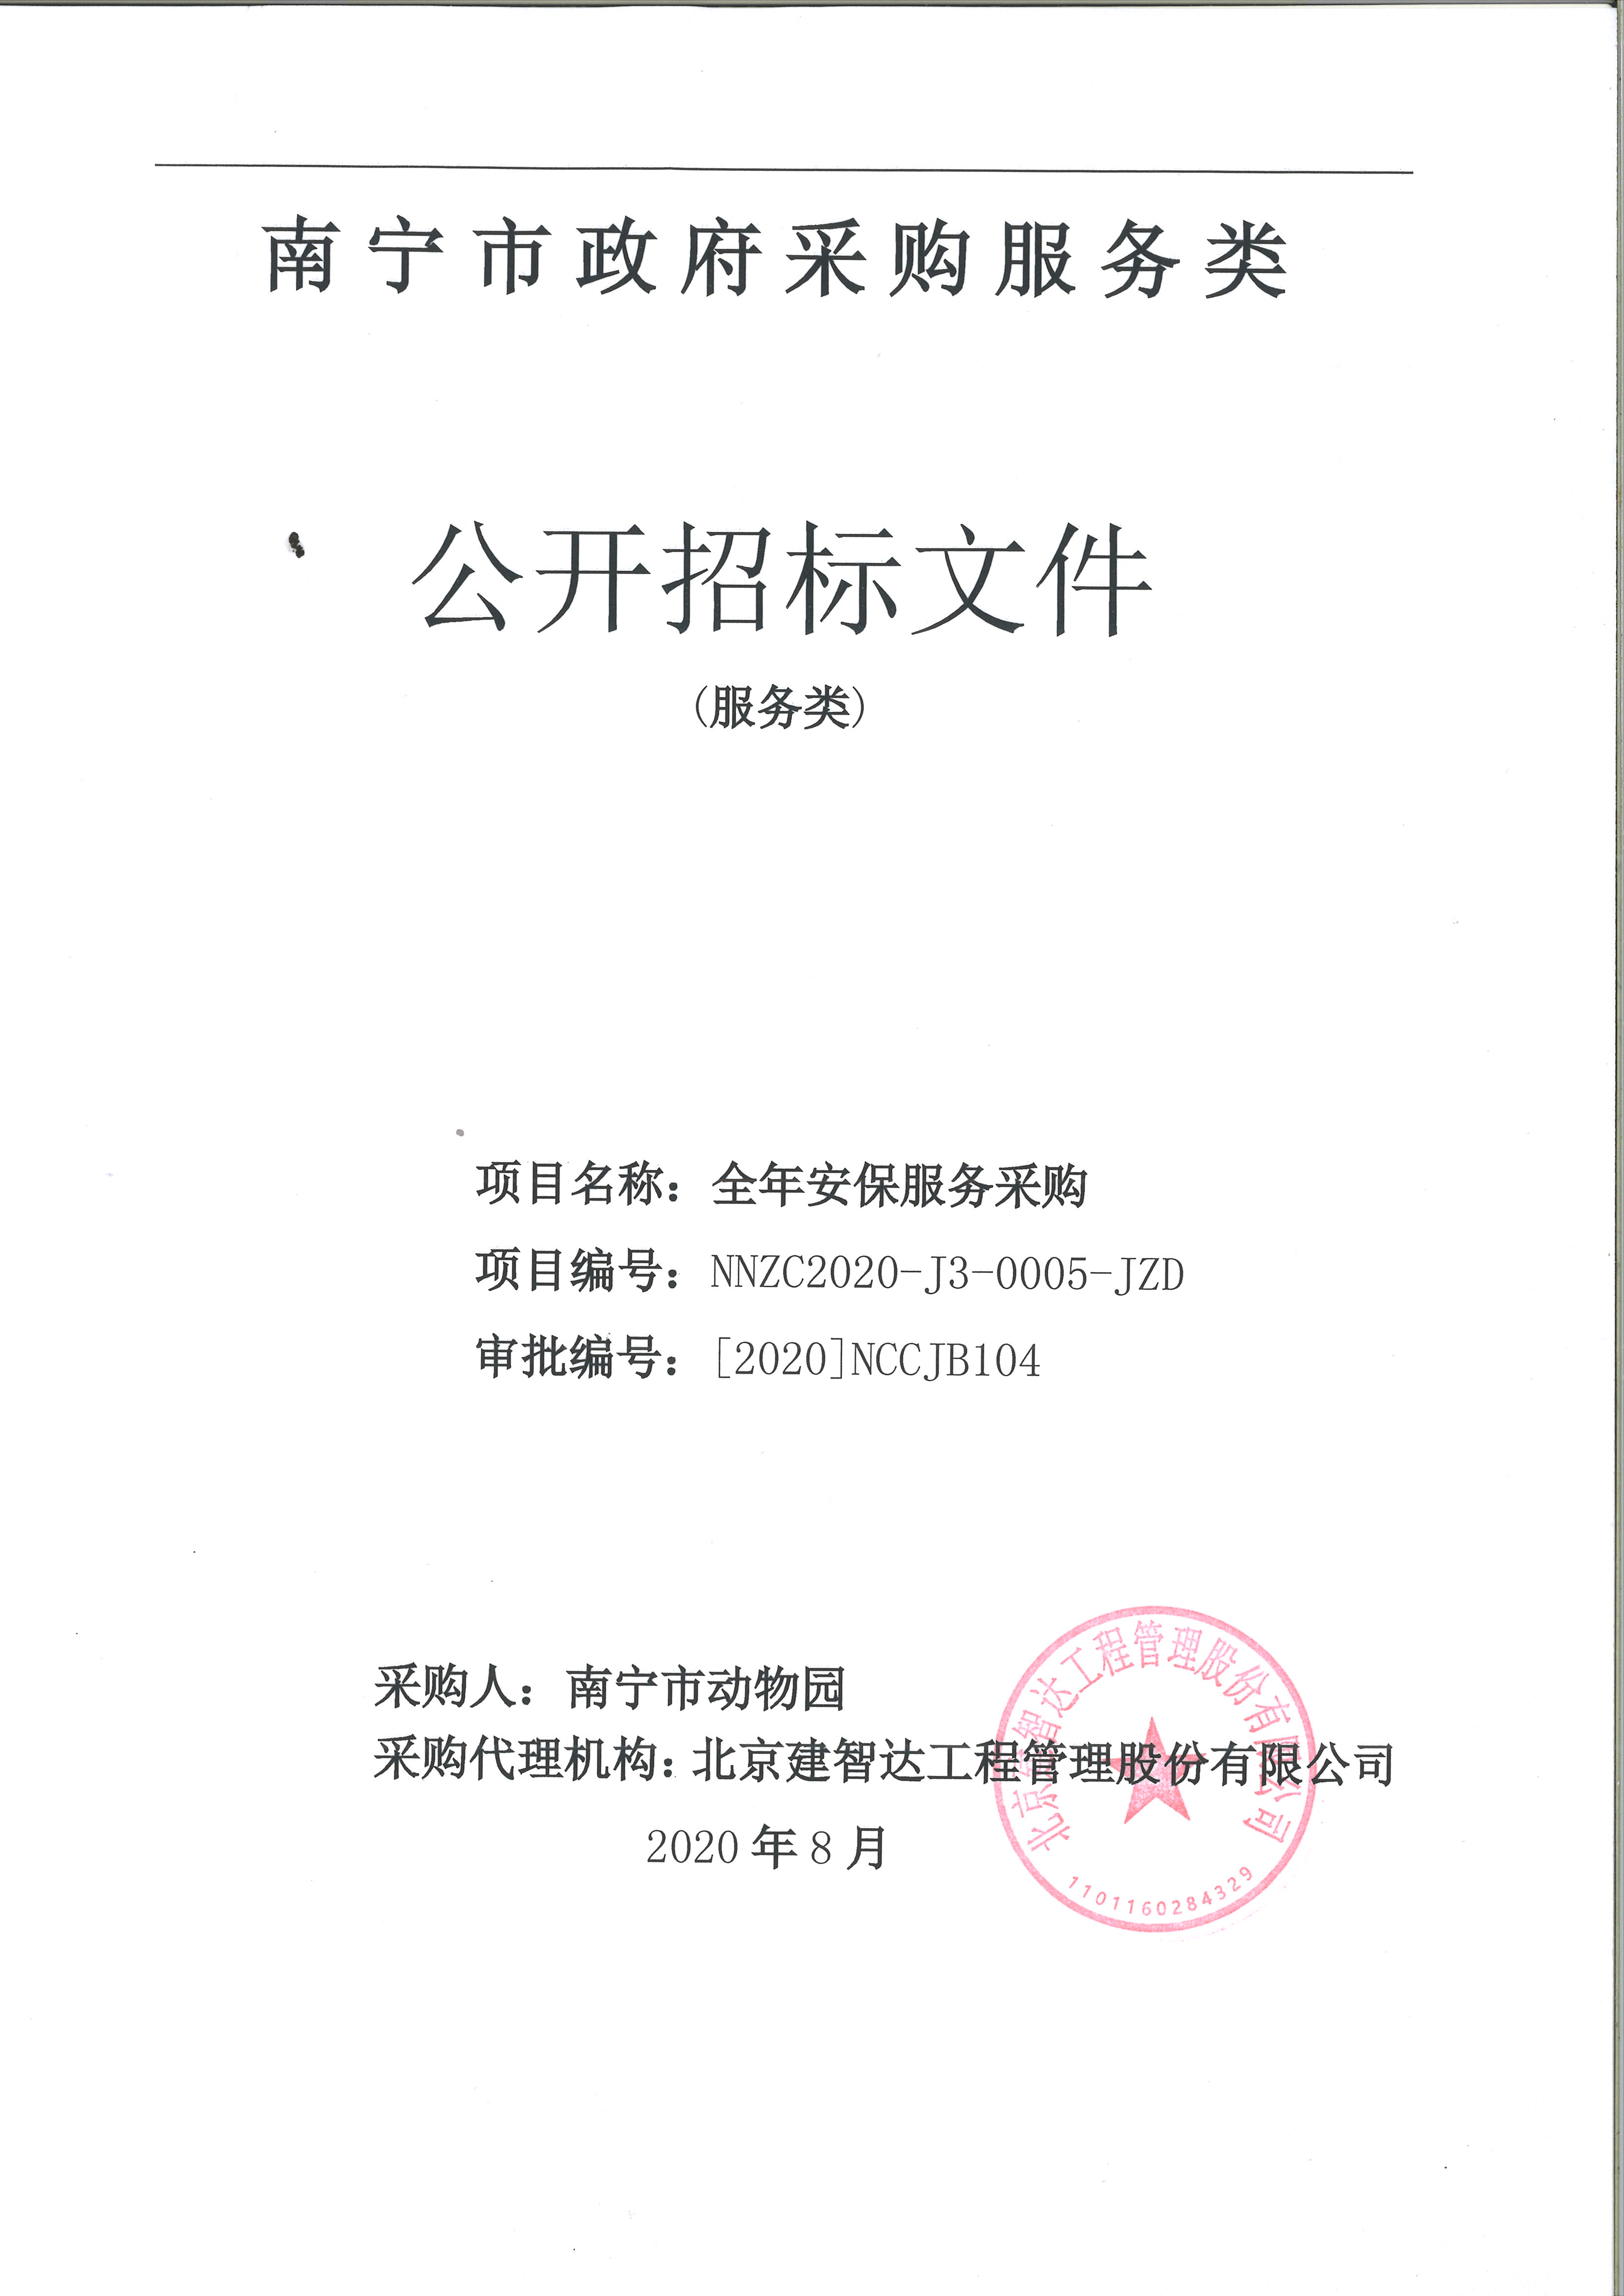 南宁市政府采购服务类
公开招标文件
(服务类)
项目名称：全年安保服务采购
项目编号：NNZC2020-J3-0005-JZD
审批编号：[2020]NCCJB104
采购人：南宁市动物园
采购代理机构：北京建智达工程管理股份有限公司
2020年8月
北京建智达工程管理股份有限公司
1101160284329